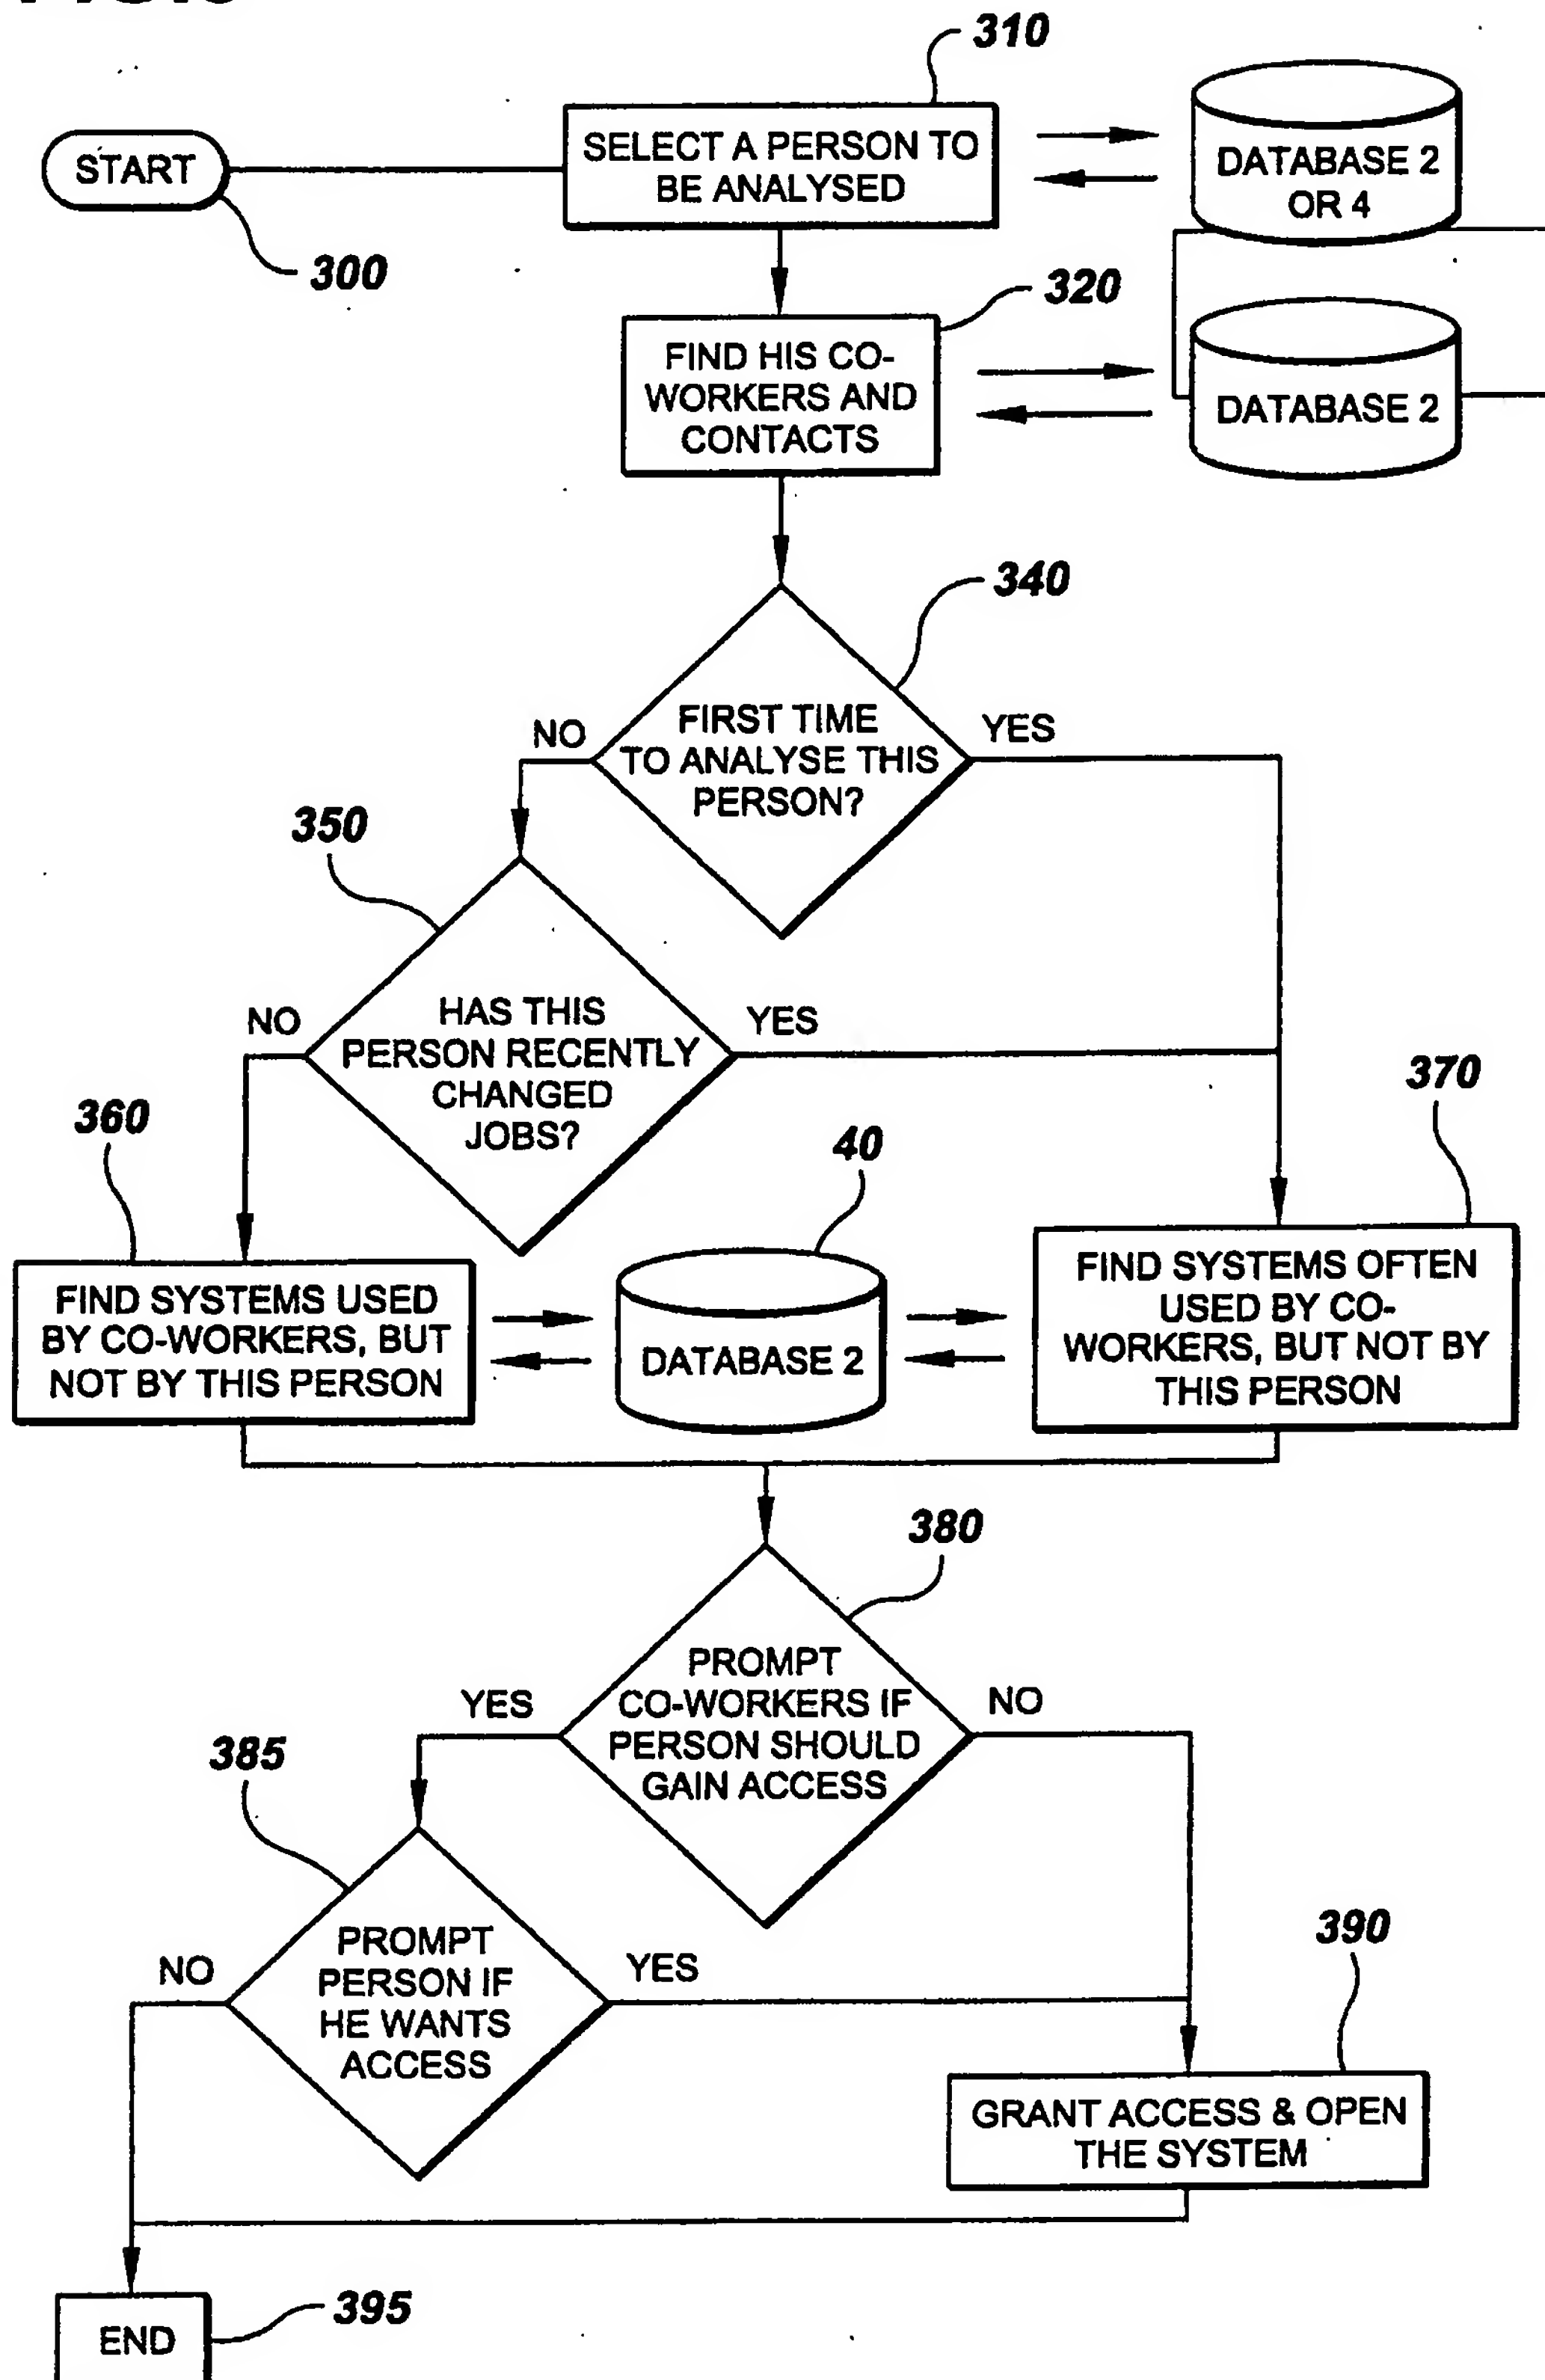 310
SELECT A PERSON TO
BE ANALYSED
DATABASE 2
OR 4
START
300
320
FIND HIS CO-
WORKERS AND
CONTACTS
DATABASE 2
340
FIRST TIME
TO ANALYSE THIS
PERSON?
NO
YES
350
HAS THIS
PERSON RECENTLY
CHANGED
JOBS?
NO
YES
360
370
40
FIND SYSTEMS USED
BY CO-WORKERS, BUT
NOT BY THIS PERSON
DATABASE 2
FIND SYSTEMS OFTEN
USED BY CO-
WORKERS, BUT NOT BY
THIS PERSON
380
PROMPT
CO-WORKERS IF
PERSON SHOULD
GAIN ACCESS
YES
NO
385
PROMPT
PERSON IF
HE WANTS
ACCESS
NO
YES
390
GRANT ACCESS & OPEN
THE SYSTEM
END
395